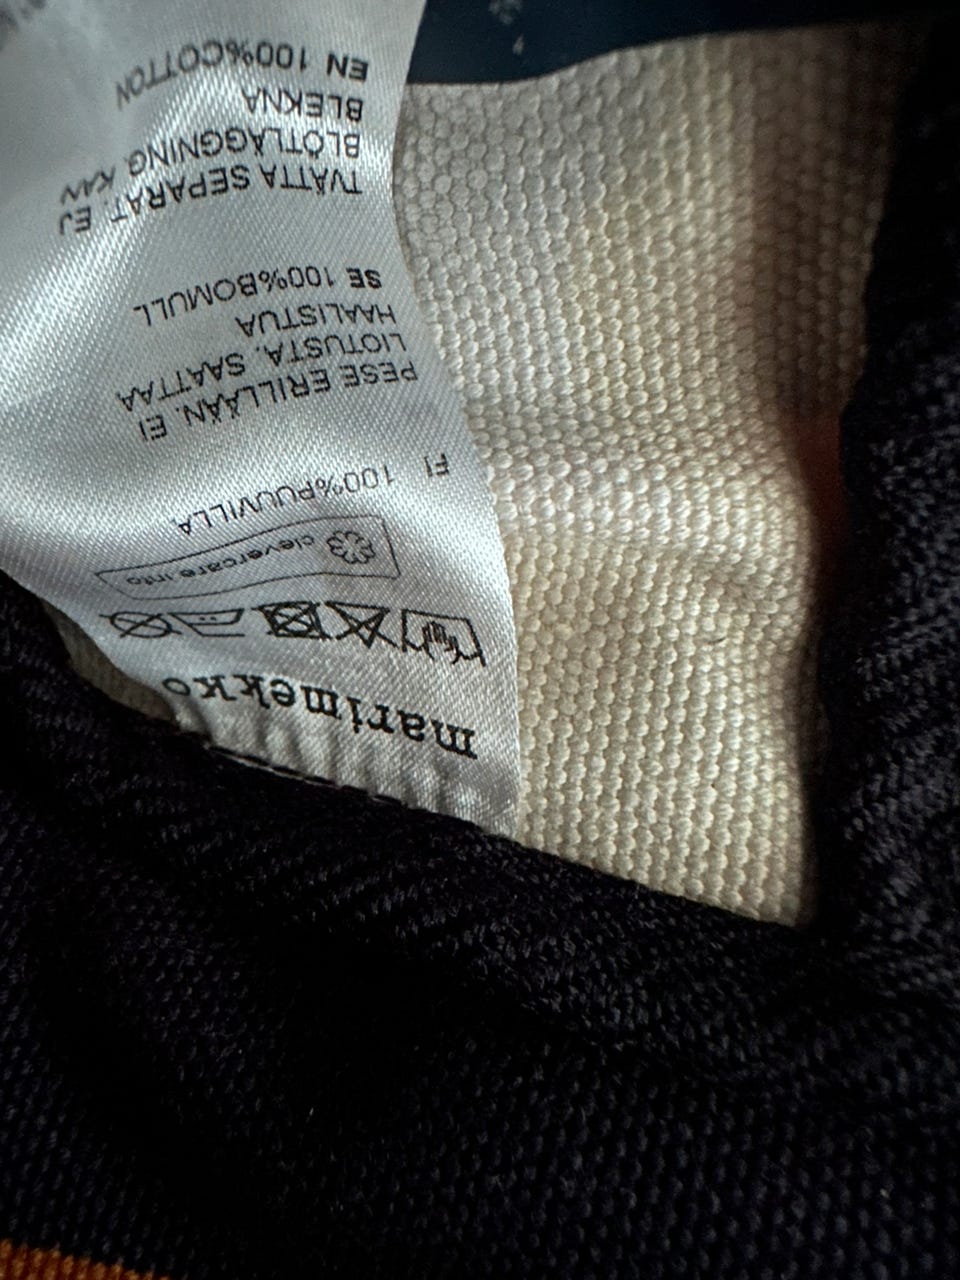 marimekko
clevercare.info
FI 100%PUUVILLA
PESE ERILLÄÄN. EI
LIOTUSTA. SAATTAA
HAALISTUA
SE 100%BOMULL
TVÄTTA SEPARAT. EJ
BLÖTLÄGGNING. KAN
BLEKNA
EN 100%COTTON